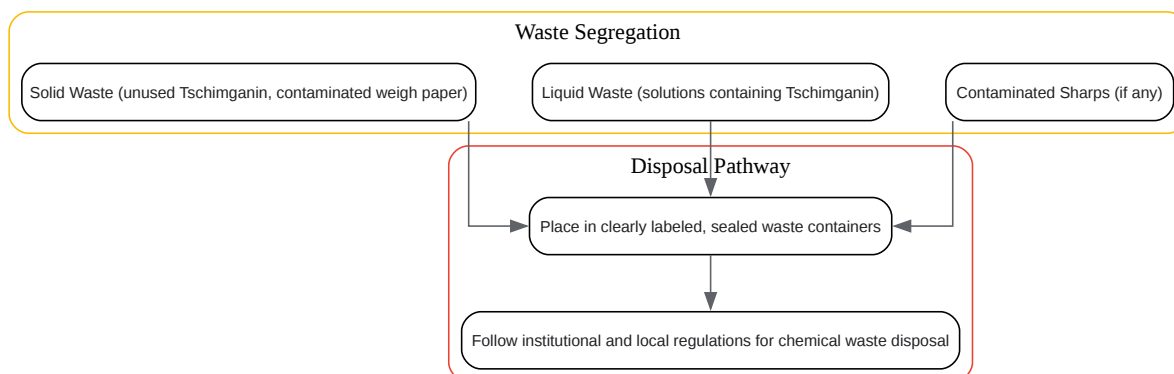 Waste Segregation
Solid Waste (unused Tschimganin, contaminated weigh paper)
Liquid Waste (solutions containing Tschimganin)
Contaminated Sharps (if any)
Disposal Pathway
Place in clearly labeled, sealed waste containers
Follow institutional and local regulations for chemical waste disposal